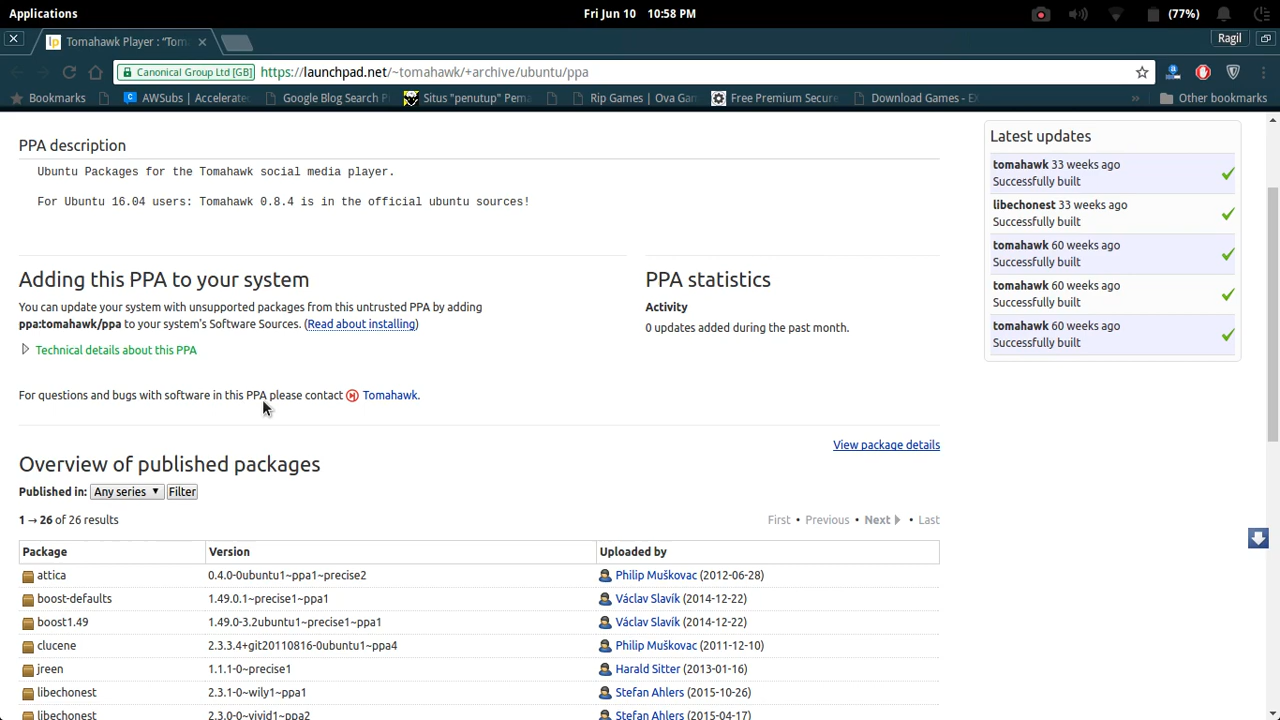 Applications
Fri Jun 10 10:58 PM
(77%)
Tomahawk Player : “Tom
Ragil
Canonical Group Ltd [GB]
https://launchpad.net/~tomahawk/+archive/ubuntu/ppa
Bookmarks
AWSubs | Accelerate
Google Blog Search P
Situs "penutup" Pema
Rip Games | Ova Gam
Free Premium Secure
Download Games - EX
»
Other bookmarks
PPA description
Ubuntu Packages for the Tomahawk social media player.
For Ubuntu 16.04 users: Tomahawk 0.8.4 is in the official ubuntu sources!
Latest updates
tomahawk 33 weeks ago
Successfully built
libechonest 33 weeks ago
Successfully built
tomahawk 60 weeks ago
Successfully built
tomahawk 60 weeks ago
Successfully built
tomahawk 60 weeks ago
Successfully built
Adding this PPA to your system
You can update your system with unsupported packages from this untrusted PPA by adding
ppa:tomahawk/ppa to your system's Software Sources. (Read about installing)
Technical details about this PPA
For questions and bugs with software in this PPA please contact Tomahawk.
PPA statistics
Activity
0 updates added during the past month.
View package details
Overview of published packages
Published in: Any series Filter
1 → 26 of 26 results
First • Previous • Next • Last
Package Version Uploaded by
attica 0.4.0-0ubuntu1~ppa1~precise2 Philip Muškovac (2012-06-28)
boost-defaults 1.49.0.1~precise1~ppa1 Václav Slavík (2014-12-22)
boost1.49 1.49.0-3.2ubuntu1~precise1~ppa1 Václav Slavík (2014-12-22)
clucene 2.3.3.4+git20110816-0ubuntu1~ppa4 Philip Muškovac (2011-12-10)
jreen 1.1.1-0~precise1 Harald Sitter (2013-01-16)
libechonest 2.3.1-0~wily1~ppa1 Stefan Ahlers (2015-10-26)
libechonest 2.3.0-0~vivid1~ppa2 Stefan Ahlers (2015-04-17)